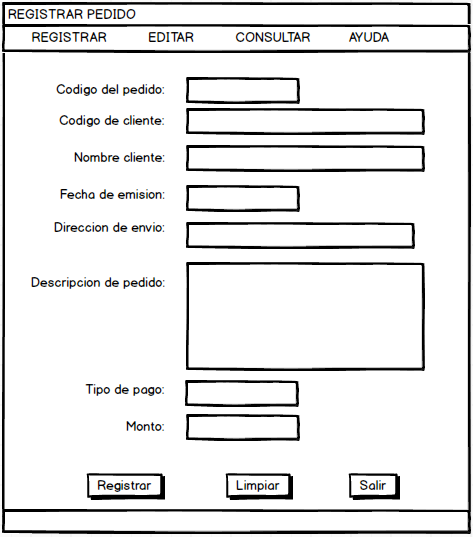 REGISTRAR PEDIDO
REGISTRAR EDITAR CONSULTAR AYUDA
Codigo del pedido:
Codigo de cliente:
Nombre cliente:
Fecha de emision:
Direccion de envio:
Descripcion de pedido:
Tipo de pago:
Monto:
Registrar Limpiar Salir